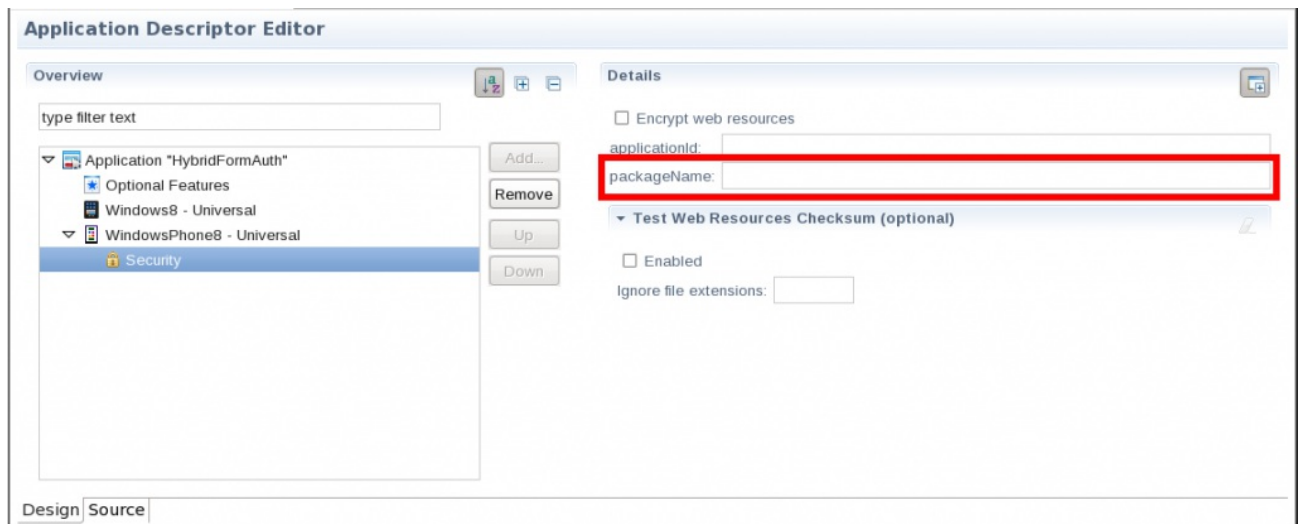 Application Descriptor Editor
Overview
type filter text
Application "HybridFormAuth"
Optional Features
Windows8 - Universal
WindowsPhone8 - Universal
Security
Add...
Remove
Up
Down
Details
Encrypt web resources
applicationId:
packageName:
Test Web Resources Checksum (optional)
Enabled
Ignore file extensions:
Design Source